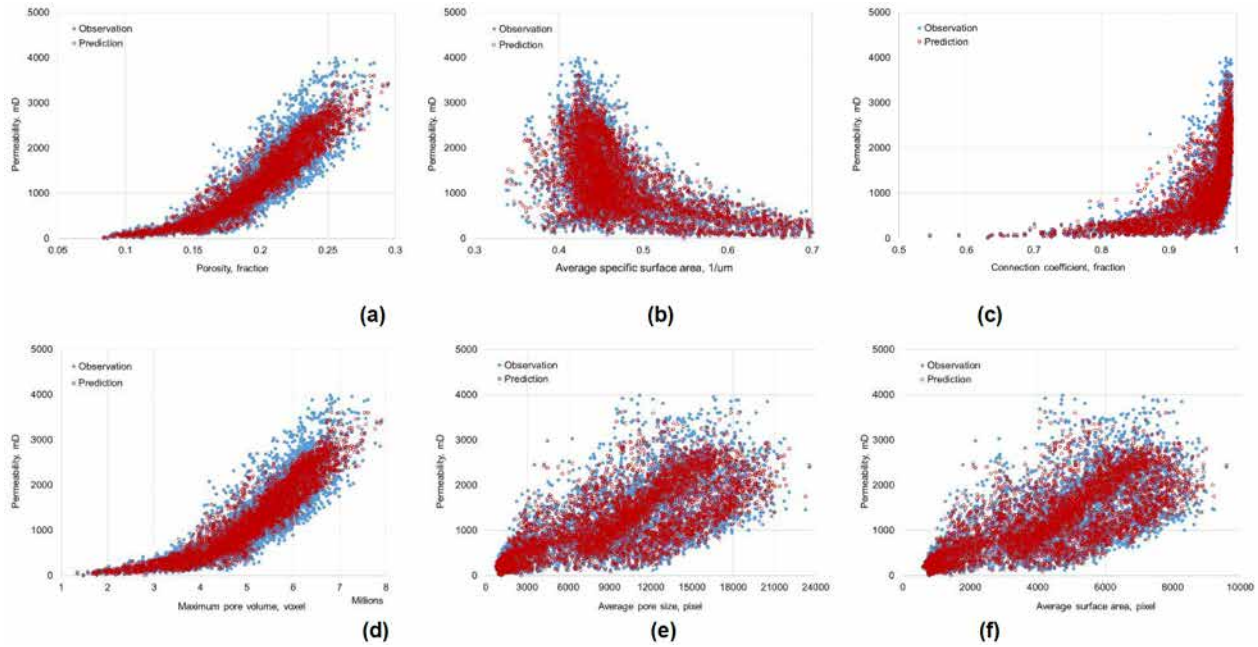 5000
Observation
Prediction
4000
3000
2000
1000
0
Permeability, mD
0.05
0.1
0.15
0.2
0.25
0.3
Porosity, fraction
(a)
5000
Observation
Prediction
4000
3000
2000
1000
0
Permeability, mD
0.3
0.4
0.5
0.6
0.7
Average specific surface area, 1/um
(b)
5000
Observation
Prediction
4000
3000
2000
1000
0
Permeability, mD
0.5
0.6
0.7
0.8
0.9
1
Connection coefficient, fraction
(c)
5000
Observation
Prediction
4000
3000
2000
1000
0
Permeability, mD
1
2
3
4
5
6
7
8
Millions
Maximum pore volume, voxel
(d)
5000
Observation
Prediction
4000
3000
2000
1000
0
Permeability, mD
0
3000
6000
9000
12000
15000
18000
21000
24000
Average pore size, pixel
(e)
5000
Observation
Prediction
4000
3000
2000
1000
0
Permeability, mD
0
2000
4000
6000
8000
10000
Average surface area, pixel
(f)